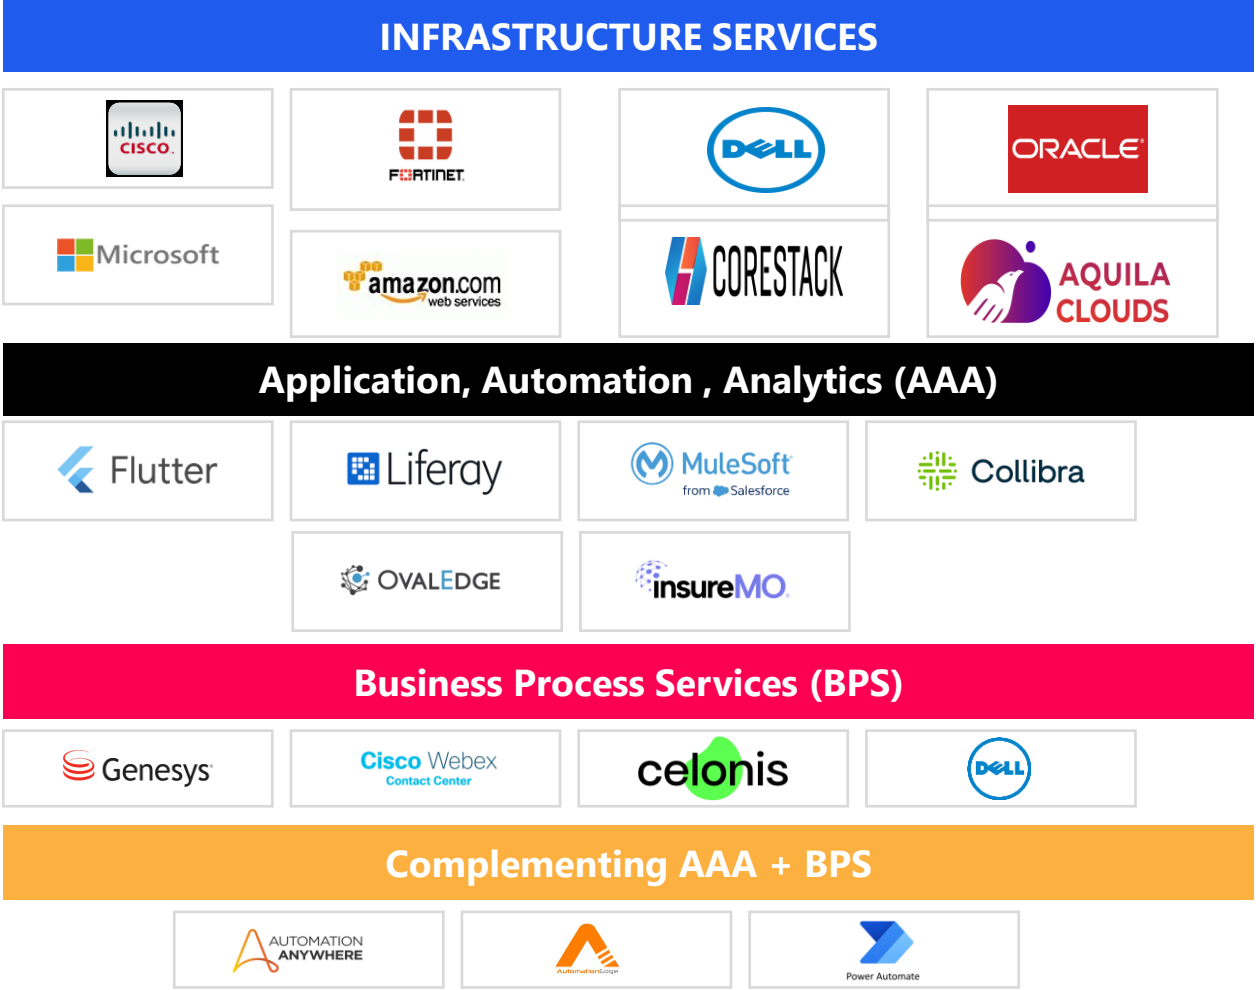 INFRASTRUCTURE SERVICES
CISCO
FORTINET
DELL
ORACLE
Microsoft
amazon.com
web services
CORESTACK
AQUILA
CLOUDS
Application, Automation , Analytics (AAA)
Flutter
Liferay
MuleSoft
from Salesforce
Collibra
OVALEDGE
insureMO
Business Process Services (BPS)
Genesys
Cisco Webex
Contact Center
celonis
DELL
Complementing AAA + BPS
AUTOMATION
ANYWHERE
AutomationEdge
Power Automate